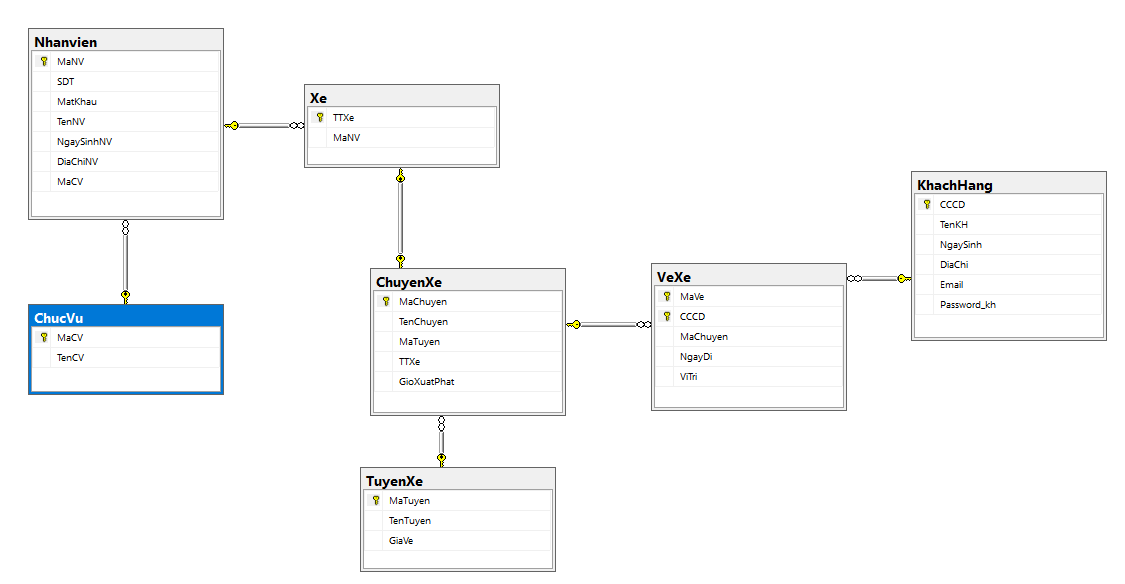 Nhanvien
MaNV
SDT
MatKhau
TenNV
NgaySinhNV
DiaChiNV
MaCV
Xe
TTXe
MaNV
ChucVu
MaCV
TenCV
ChuyenXe
MaChuyen
TenChuyen
MaTuyen
TTXe
GioXuatPhat
TuyenXe
MaTuyen
TenTuyen
GiaVe
VeXe
MaVe
CCCD
MaChuyen
NgayDi
ViTri
KhachHang
CCCD
TenKH
NgaySinh
DiaChi
Email
Password_kh